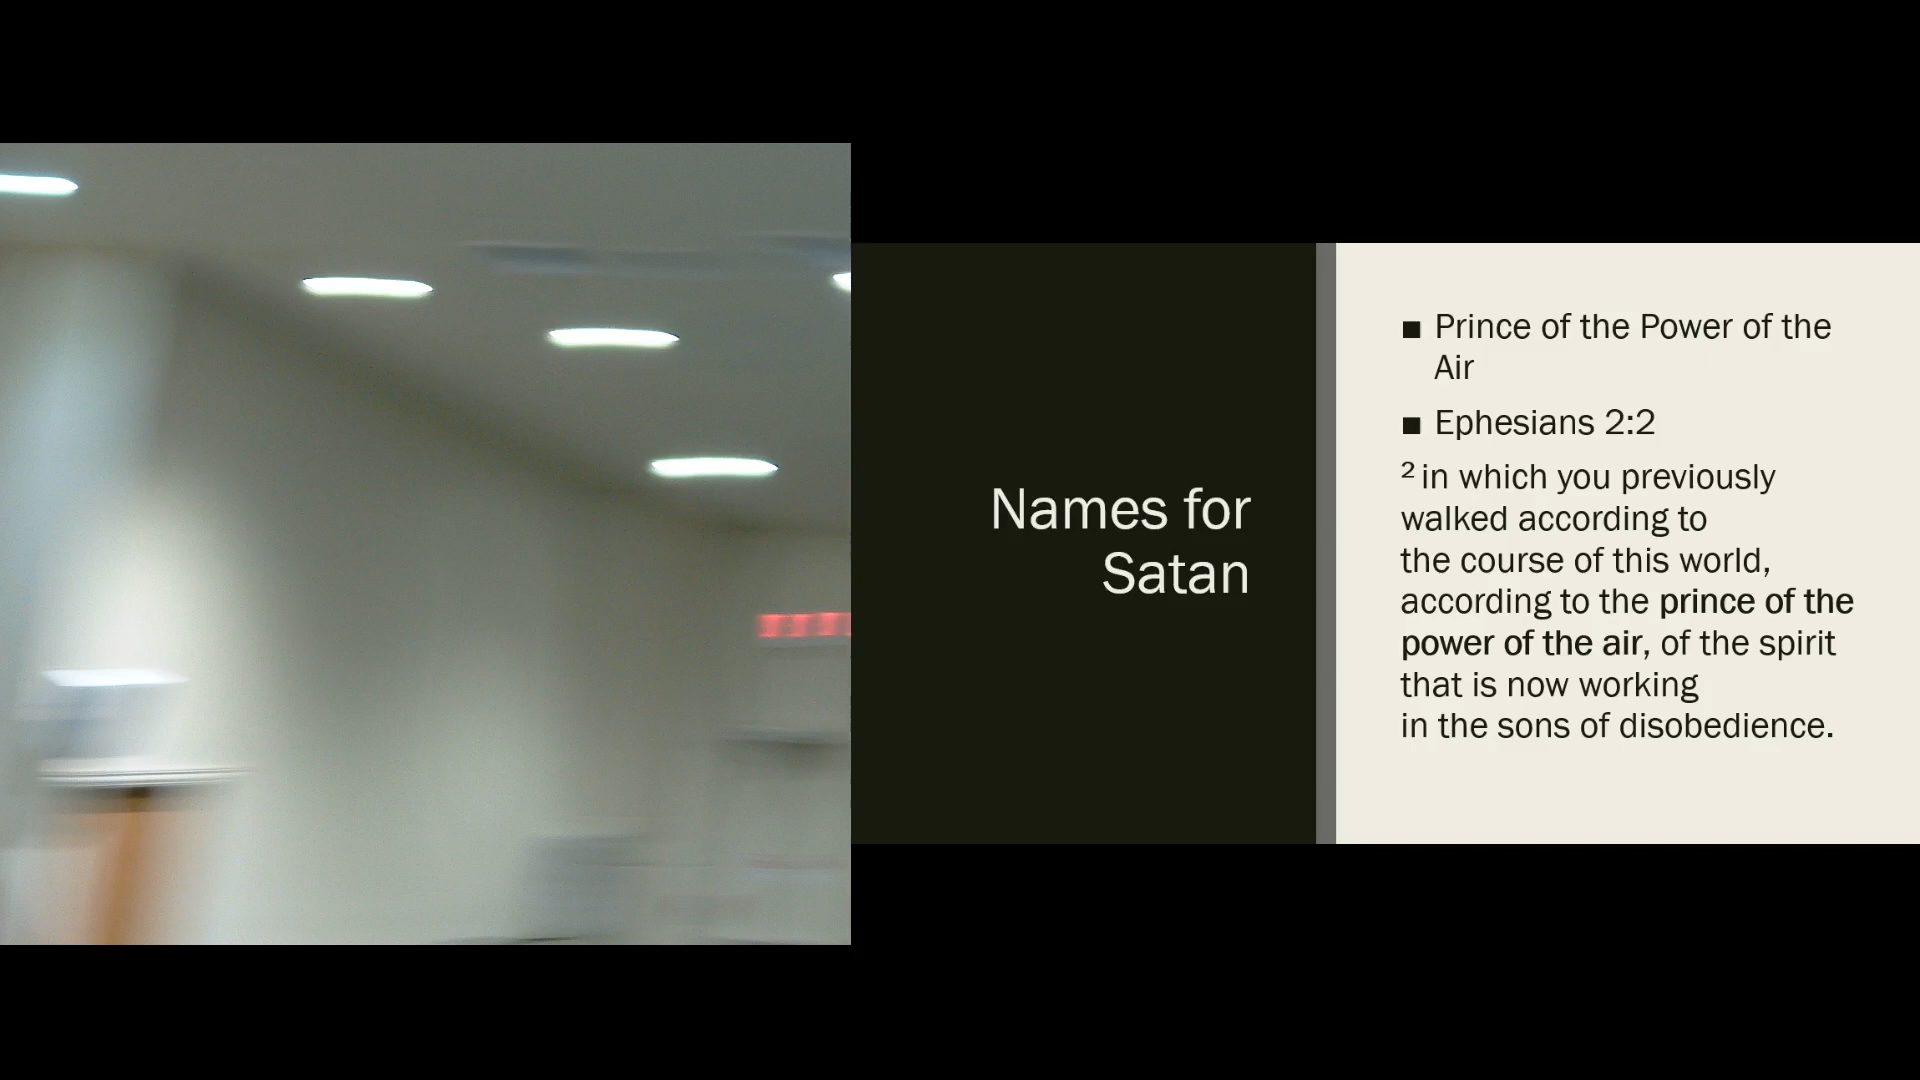 Names for
Satan
■ Prince of the Power of the
Air
■ Ephesians 2:2
² in which you previously
walked according to
the course of this world,
according to the prince of the
power of the air, of the spirit
that is now working
in the sons of disobedience.